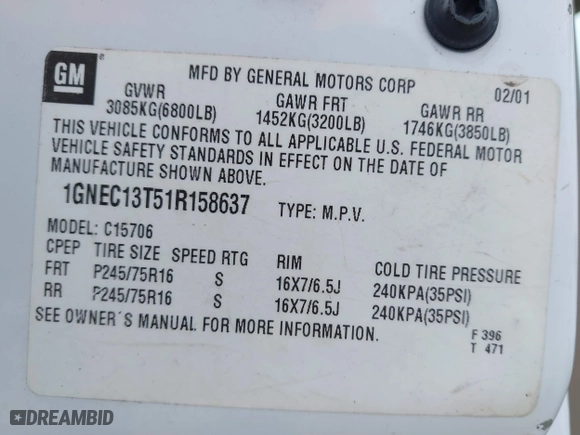 GM
MFD BY GENERAL MOTORS CORP 02/01
GVWR GAWR FRT GAWR RR
3085KG(6800LB) 1452KG(3200LB) 1746KG(3850LB)
THIS VEHICLE CONFORMS TO ALL APPLICABLE U.S. FEDERAL MOTOR
VEHICLE SAFETY STANDARDS IN EFFECT ON THE DATE OF
MANUFACTURE SHOWN ABOVE.
1GNEC13T51R158637 TYPE: M.P.V.
MODEL: C15706
CPEP TIRE SIZE SPEED RTG RIM COLD TIRE PRESSURE
FRT P245/75R16 S 16X7/6.5J 240KPA(35PSI)
RR P245/75R16 S 16X7/6.5J 240KPA(35PSI)
SEE OWNER'S MANUAL FOR MORE INFORMATION.
F 396
T 471
DREAMBID